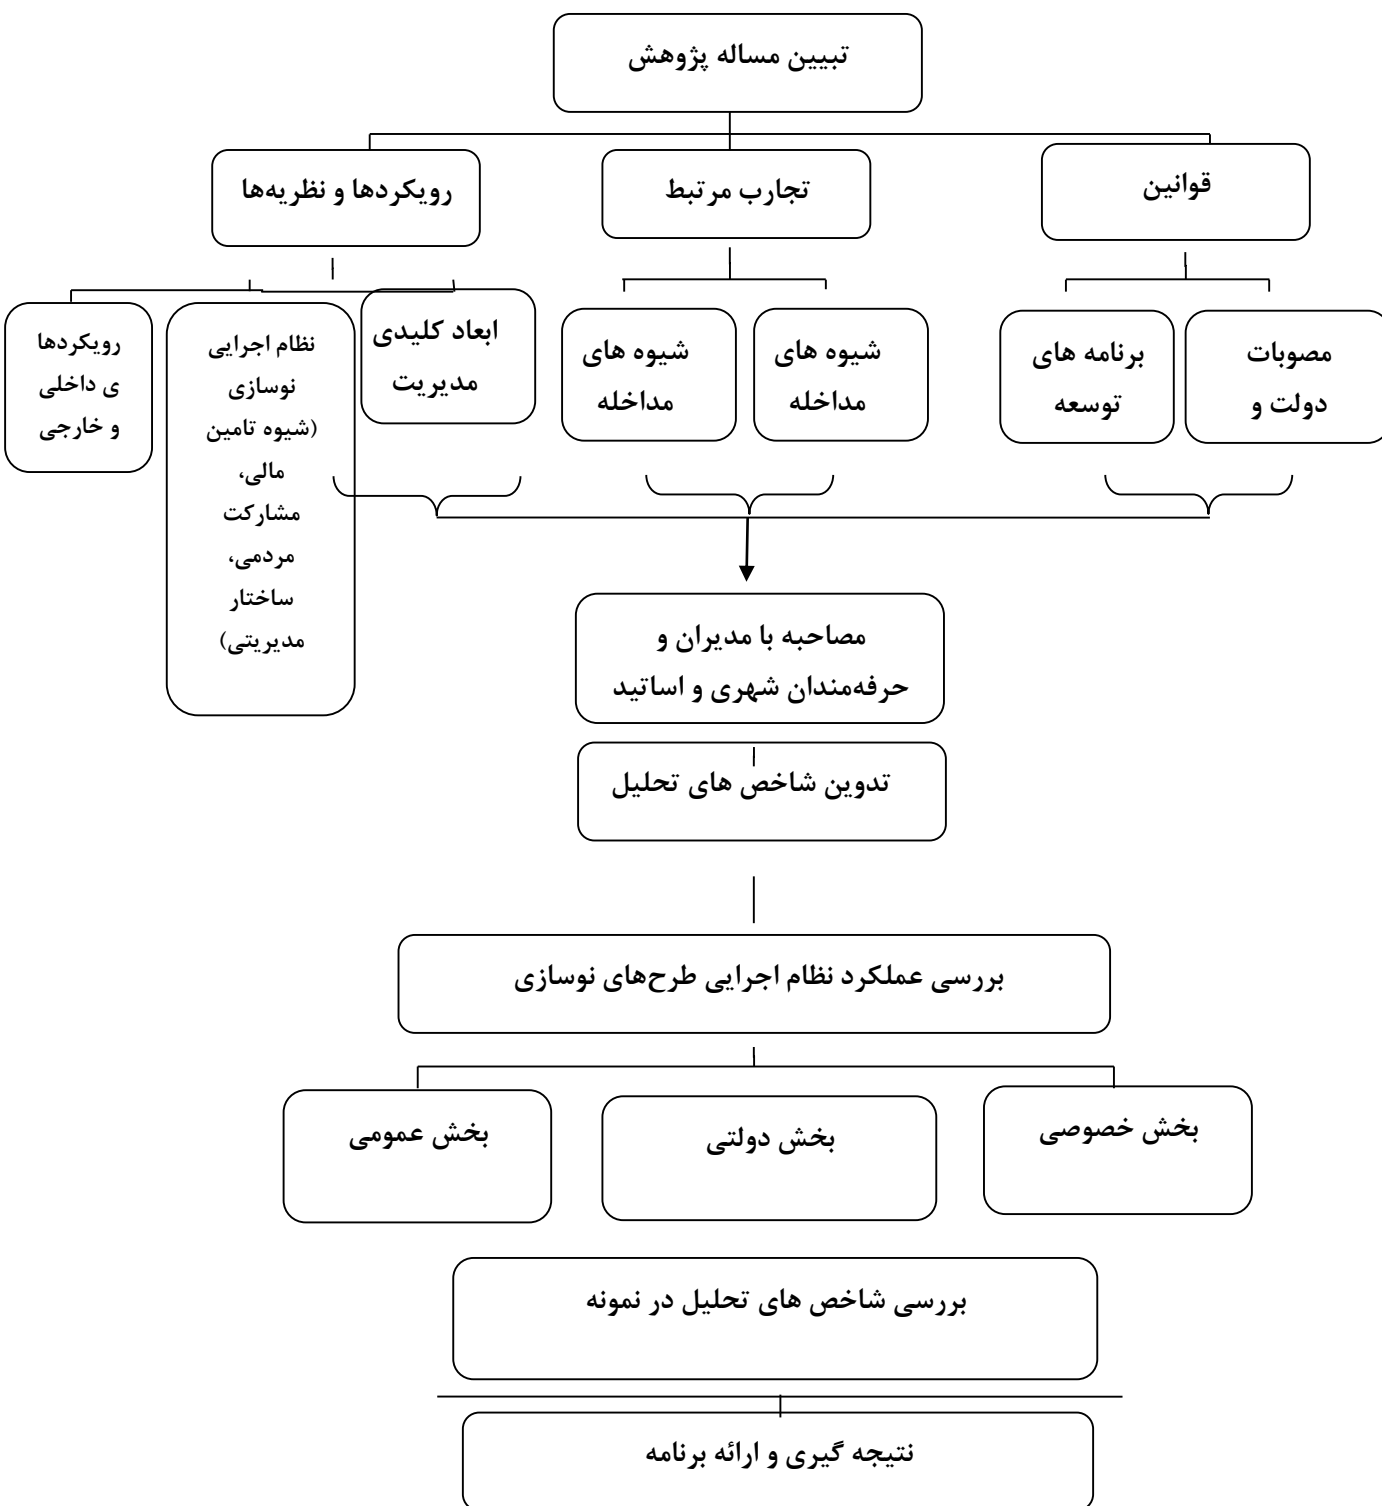 تبیین مساله پژوهش
قوانین
تجارب مرتبط
رویکردها و نظریه‌ها
مصوبات
دولت و
برنامه های
توسعه
شیوه های
مداخله
شیوه های
مداخله
ابعاد کلیدی
مدیریت
نظام اجرایی
نوسازی
(شیوه تامین
مالی،
مشارکت
مردمی،
ساختار
مدیریتی)
رویکردها
ی داخلی
و خارجی
مصاحبه با مدیران و
حرفه‌مندان شهری و اساتید
تدوین شاخص های تحلیل
بررسی عملکرد نظام اجرایی طرح‌های نوسازی
بخش خصوصی
بخش دولتی
بخش عمومی
بررسی شاخص های تحلیل در نمونه
نتیجه گیری و ارائه برنامه